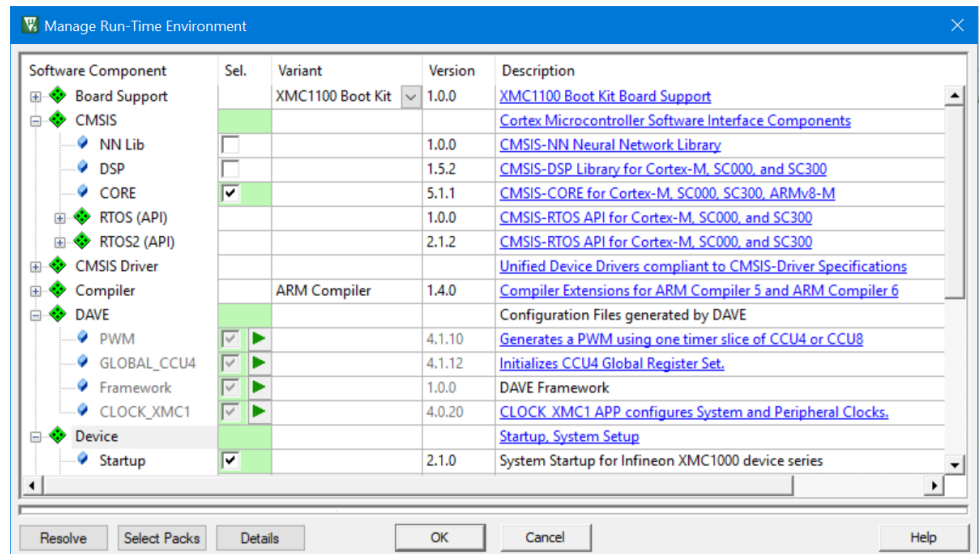 Manage Run-Time Environment
Software Component Sel. Variant Version Description
Board Support XMC1100 Boot Kit 1.0.0 XMC1100 Boot Kit Board Support
CMSIS Cortex Microcontroller Software Interface Components
NN Lib 1.0.0 CMSIS-NN Neural Network Library
DSP 1.5.2 CMSIS-DSP Library for Cortex-M, SC000, and SC300
CORE 5.1.1 CMSIS-CORE for Cortex-M, SC000, SC300, ARMv8-M
RTOS (API) 1.0.0 CMSIS-RTOS API for Cortex-M, SC000, and SC300
RTOS2 (API) 2.1.2 CMSIS-RTOS API for Cortex-M, SC000, and SC300
CMSIS Driver Unified Device Drivers compliant to CMSIS-Driver Specifications
Compiler ARM Compiler 1.4.0 Compiler Extensions for ARM Compiler 5 and ARM Compiler 6
DAVE Configuration Files generated by DAVE
PWM 4.1.10 Generates a PWM using one timer slice of CCU4 or CCU8
GLOBAL_CCU4 4.1.12 Initializes CCU4 Global Register Set.
Framework 1.0.0 DAVE Framework
CLOCK_XMC1 4.0.20 CLOCK_XMC1 APP configures System and Peripheral Clocks.
Device Startup, System Setup
Startup 2.1.0 System Startup for Infineon XMC1000 device series
Resolve Select Packs Details OK Cancel Help